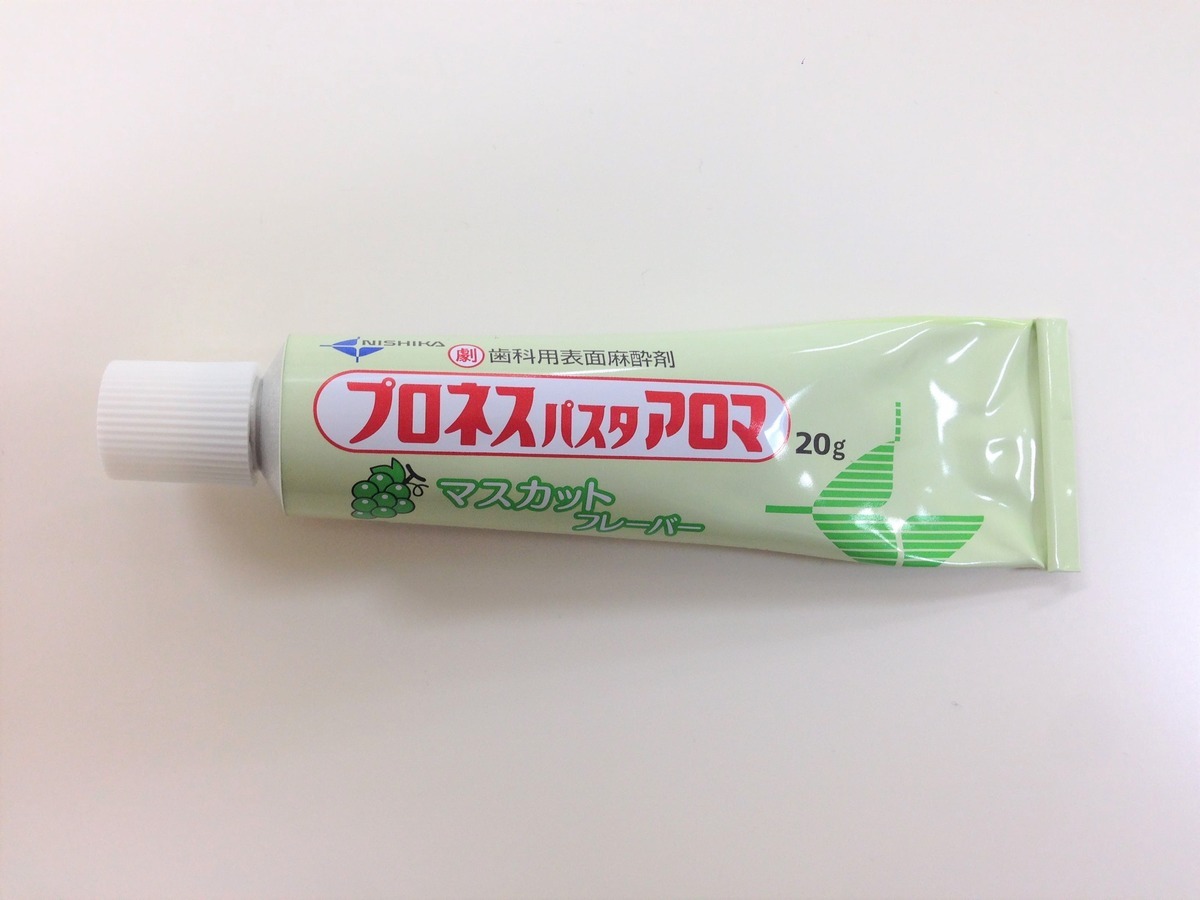 NISHIKA
劇 歯科用表面麻酔剤
プロネスパスタアロマ
20g
マスカット
フレーバー